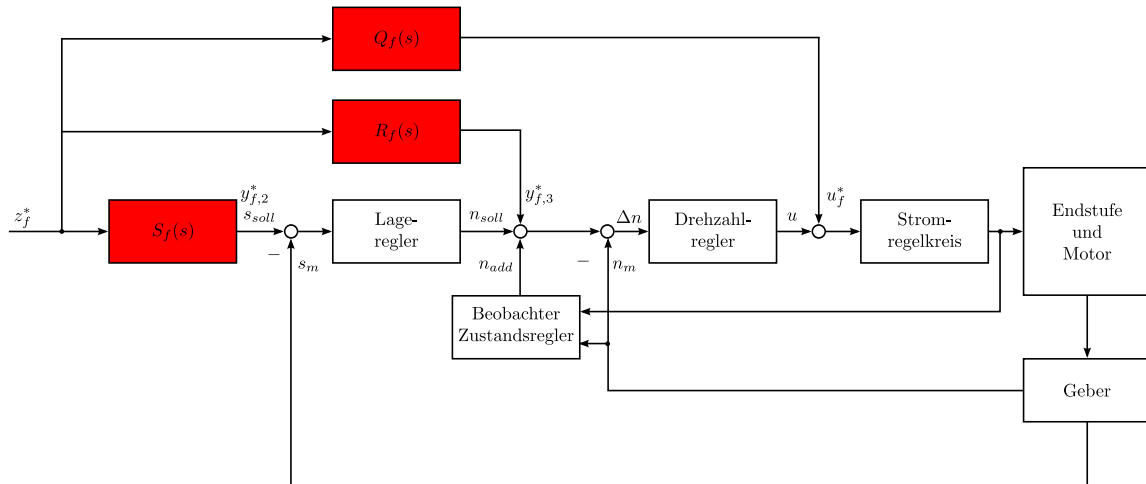 Q_f(s)
R_f(s)
z_f^*
S_f(s)
y_{f,2}^*
s_{soll}
−
s_m
Lage-
regler
n_{soll}
y_{f,3}^*
n_{add}
Δn
−
n_m
Drehzahl-
regler
u
u_f^*
Strom-
regelkreis
Endstufe
und
Motor
Beobachter
Zustandsregler
Geber